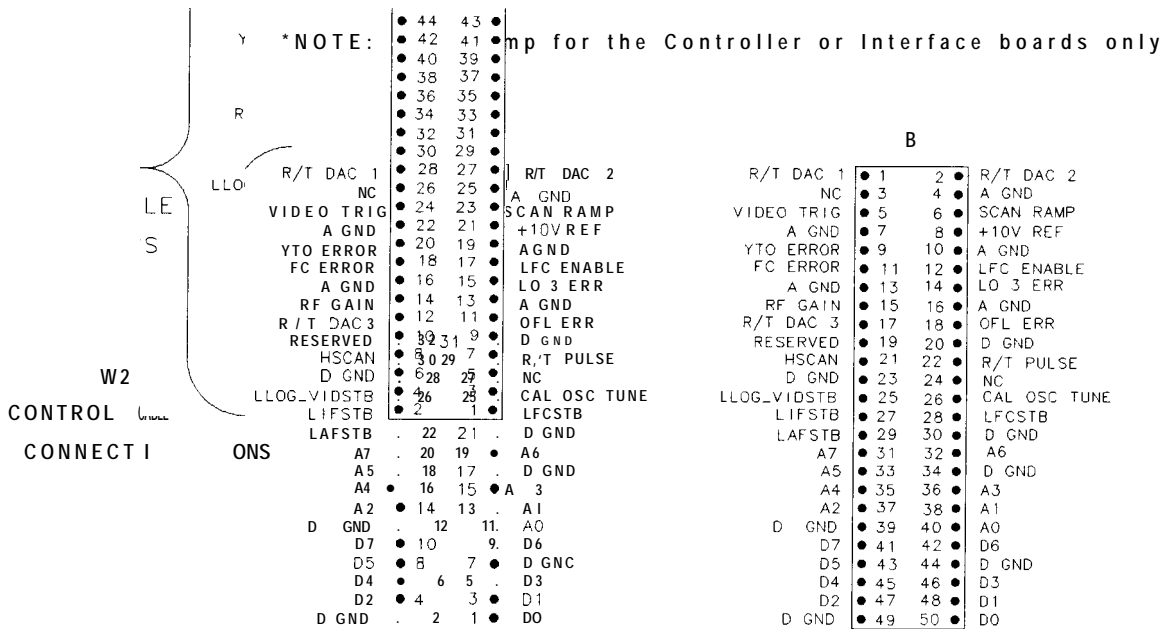 44 43
Y *NOTE: 42 41 mp for the Controller or Interface boards only
40 39
38 37
36 35
R 34 33
32 31
30 29
B
R/T DAC 1 28 27 R/T DAC 2 R/T DAC 1 1 2 R/T DAC 2
LLO NC 26 25 A GND NC 3 4 A GND
LE VIDEO TRIG 24 23 SCAN RAMP VIDEO TRIG 5 6 SCAN RAMP
A GND 22 21 +10V REF A GND 7 8 +10V REF
S YTO ERROR 20 19 AGND YTO ERROR 9 10 A GND
FC ERROR 18 17 LFC ENABLE FC ERROR 11 12 LFC ENABLE
A GND 16 15 LO 3 ERR A GND 13 14 LO 3 ERR
RF GAIN 14 13 A GND RF GAIN 15 16 A GND
R/T DAC3 12 11 OFL ERR R/T DAC 3 17 18 OFL ERR
RESERVED 10 9 D GND RESERVED 19 20 D GND
HSCAN 30 29 7 R,'T PULSE HSCAN 21 22 R/T PULSE
W2 D GND 6 28 27 5 NC D GND 23 24 NC
LLOG_VIDSTB 4 26 25 3 CAL OSC TUNE LLOG_VIDSTB 25 26 CAL OSC TUNE
CONTROL LIFSTB 2 1 LFCSTB LIFSTB 27 28 LFCSTB
LAFSTB . 22 21 . D GND LAFSTB 29 30 D GND
CONNECTI ONS A7 . 20 19 A6 A7 31 32 A6
A5 . 18 17 . D GND A5 33 34 D GND
A4 16 15 A 3 A4 35 36 A3
A2 14 13 . A1 A2 37 38 A1
D GND . 12 11. A0 D GND 39 40 A0
D7 10 9. D6 D7 41 42 D6
D5 8 7 D GNC D5 43 44 D GND
D4 6 5 . D3 D4 45 46 D3
D2 4 3 D1 D2 47 48 D1
D GND . 2 1 D0 D GND 49 50 D0